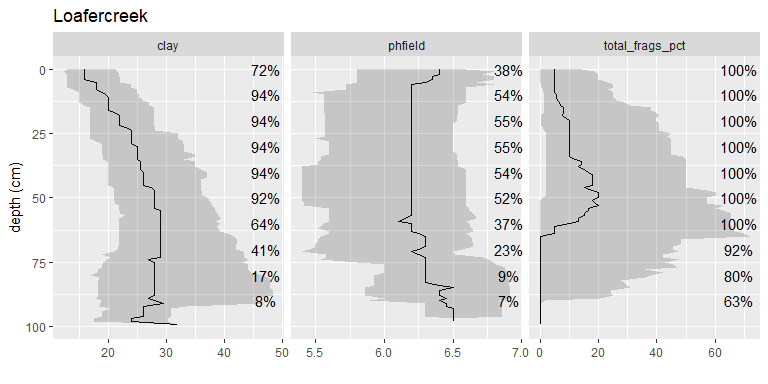 Loafercreek
clay phfield total_frags_pct
0 72% 38% 100%
94% 54% 100%
25 94% 55% 100%
94% 55% 100%
94% 54% 100%
50 92% 52% 100%
64% 37% 100%
41% 23% 92%
75 17% 9% 80%
8% 7% 63%
100
20 30 40 50 5.5 6.0 6.5 7.0 0 20 40 60
depth (cm)